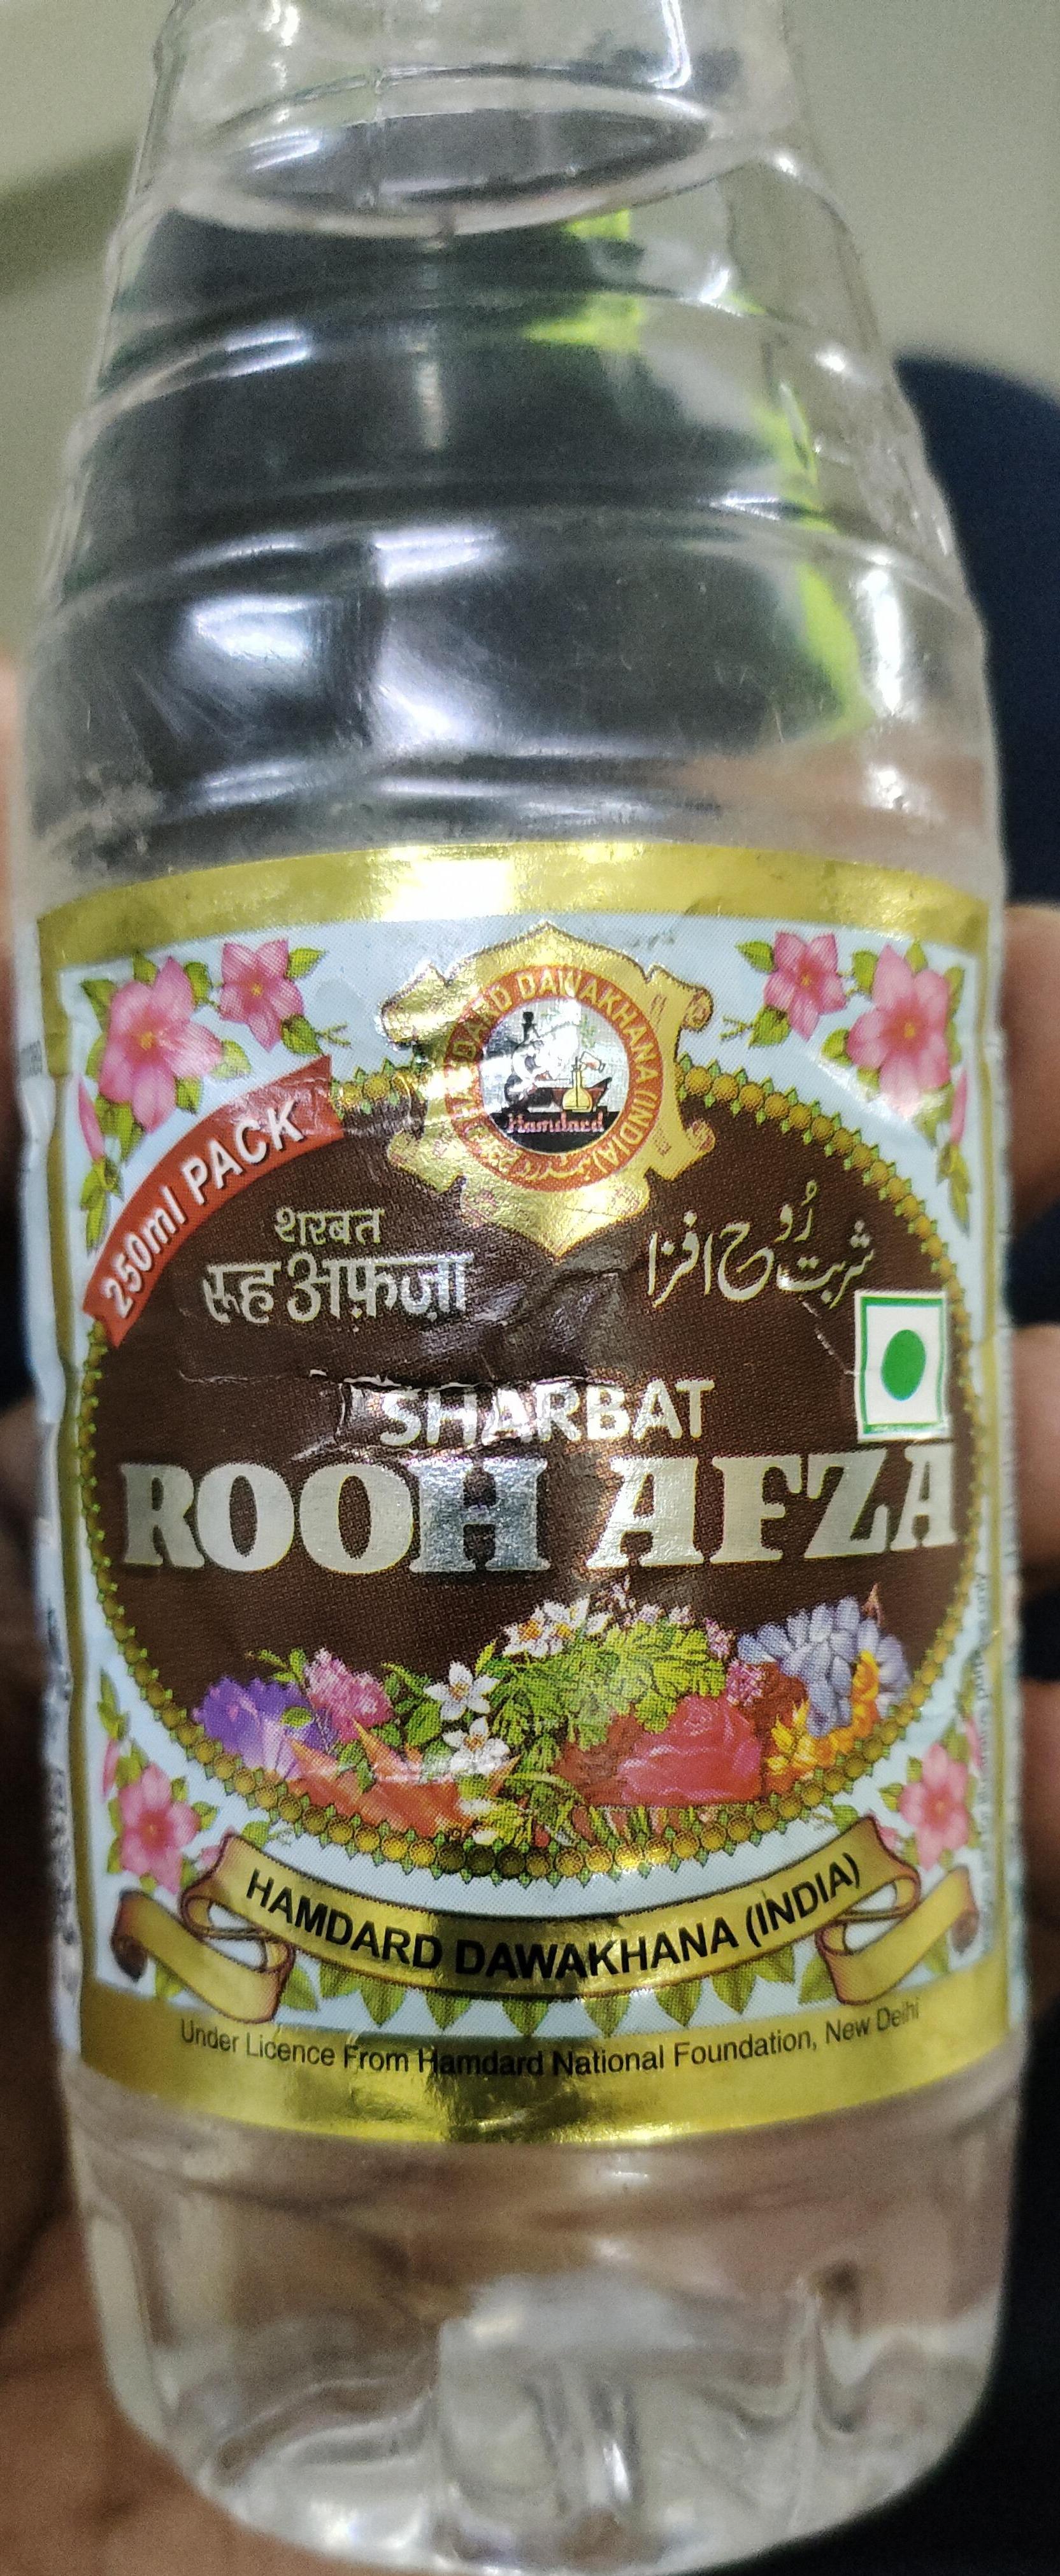 HAMDARD DAWAKHANA (INDIA)
Hamdard
250ml PACK
शरबत
रूह अफ़ज़ा
شربت رُوح افزا
SHARBAT
ROOH AFZA
HAMDARD DAWAKHANA (INDIA)
Under Licence From Hamdard National Foundation, New Delhi